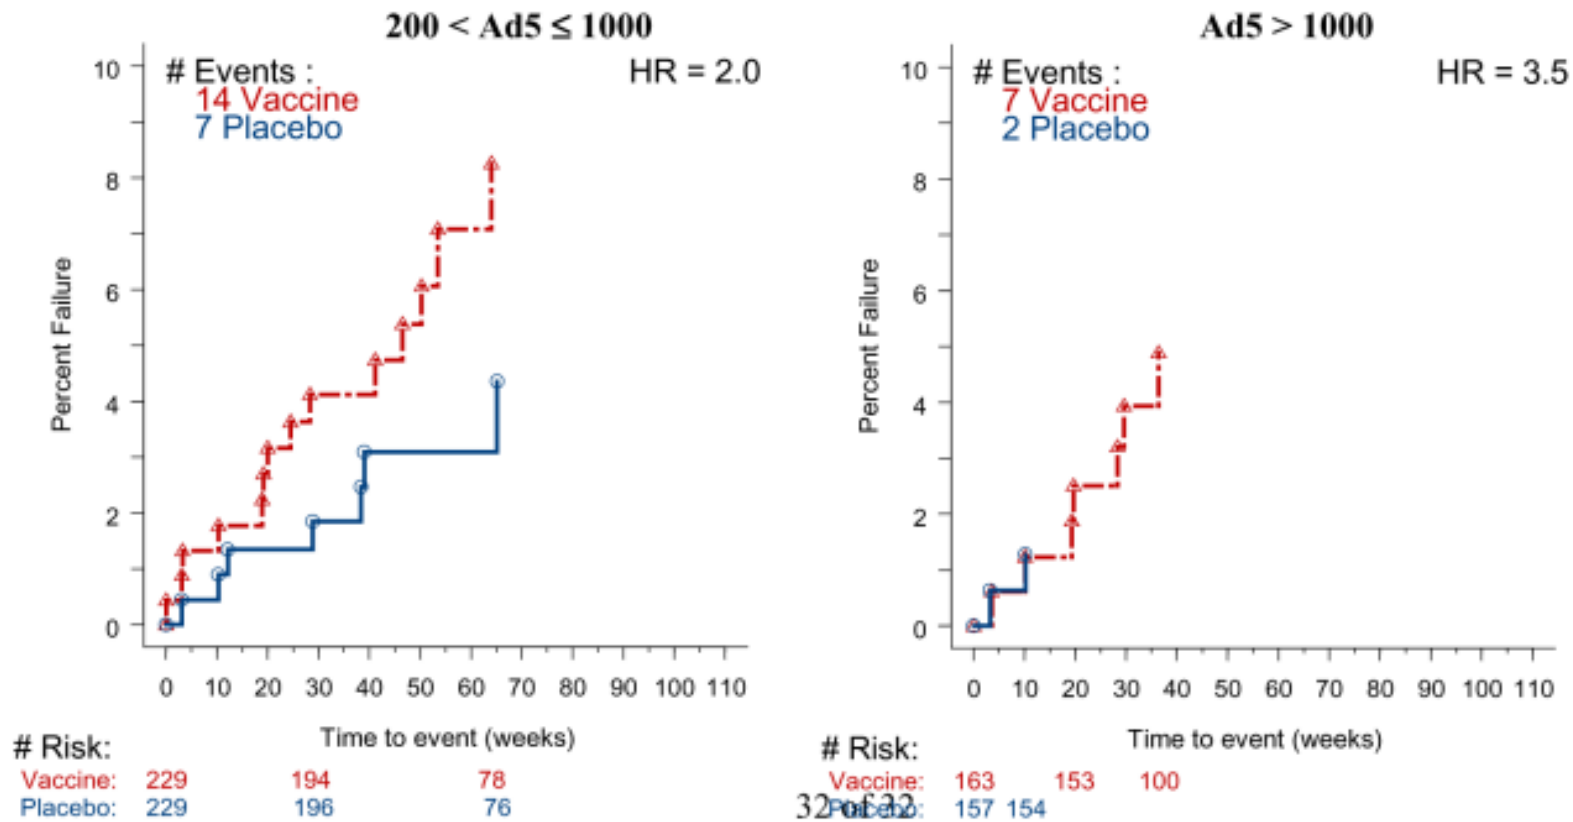 200 < Ad5 ≤ 1000
# Events :
14 Vaccine
7 Placebo
HR = 2.0
10
8
6
4
2
0
Percent Failure
0 10 20 30 40 50 60 70 80 90 100 110
Time to event (weeks)
# Risk:
Vaccine: 229 194 78
Placebo: 229 196 76
Ad5 > 1000
# Events :
7 Vaccine
2 Placebo
HR = 3.5
10
8
6
4
2
0
Percent Failure
0 10 20 30 40 50 60 70 80 90 100 110
Time to event (weeks)
# Risk:
Vaccine: 163 153 100
Placebo: 157 154
32 of 32